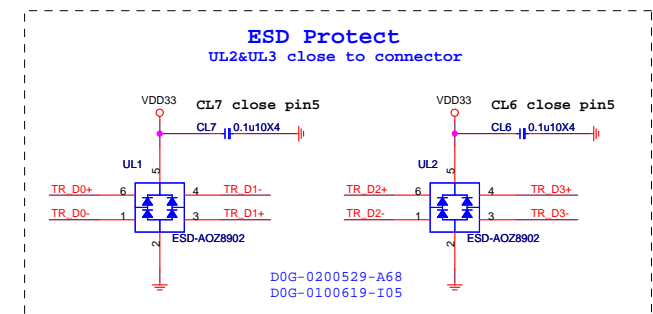 ESD Protect
UL2&UL3 close to connector
VDD33
CL7 close pin5
CL7
0.1u10X4
UL1
5
TR_D0+
6
4
TR_D1-
TR_D0-
1
3
TR_D1+
ESD-AOZ8902
2
VDD33
CL6 close pin5
CL6
0.1u10X4
UL2
5
TR_D2+
6
4
TR_D3+
TR_D2-
1
3
TR_D3-
ESD-AOZ8902
2
D0G-0200529-A68
D0G-0100619-I05